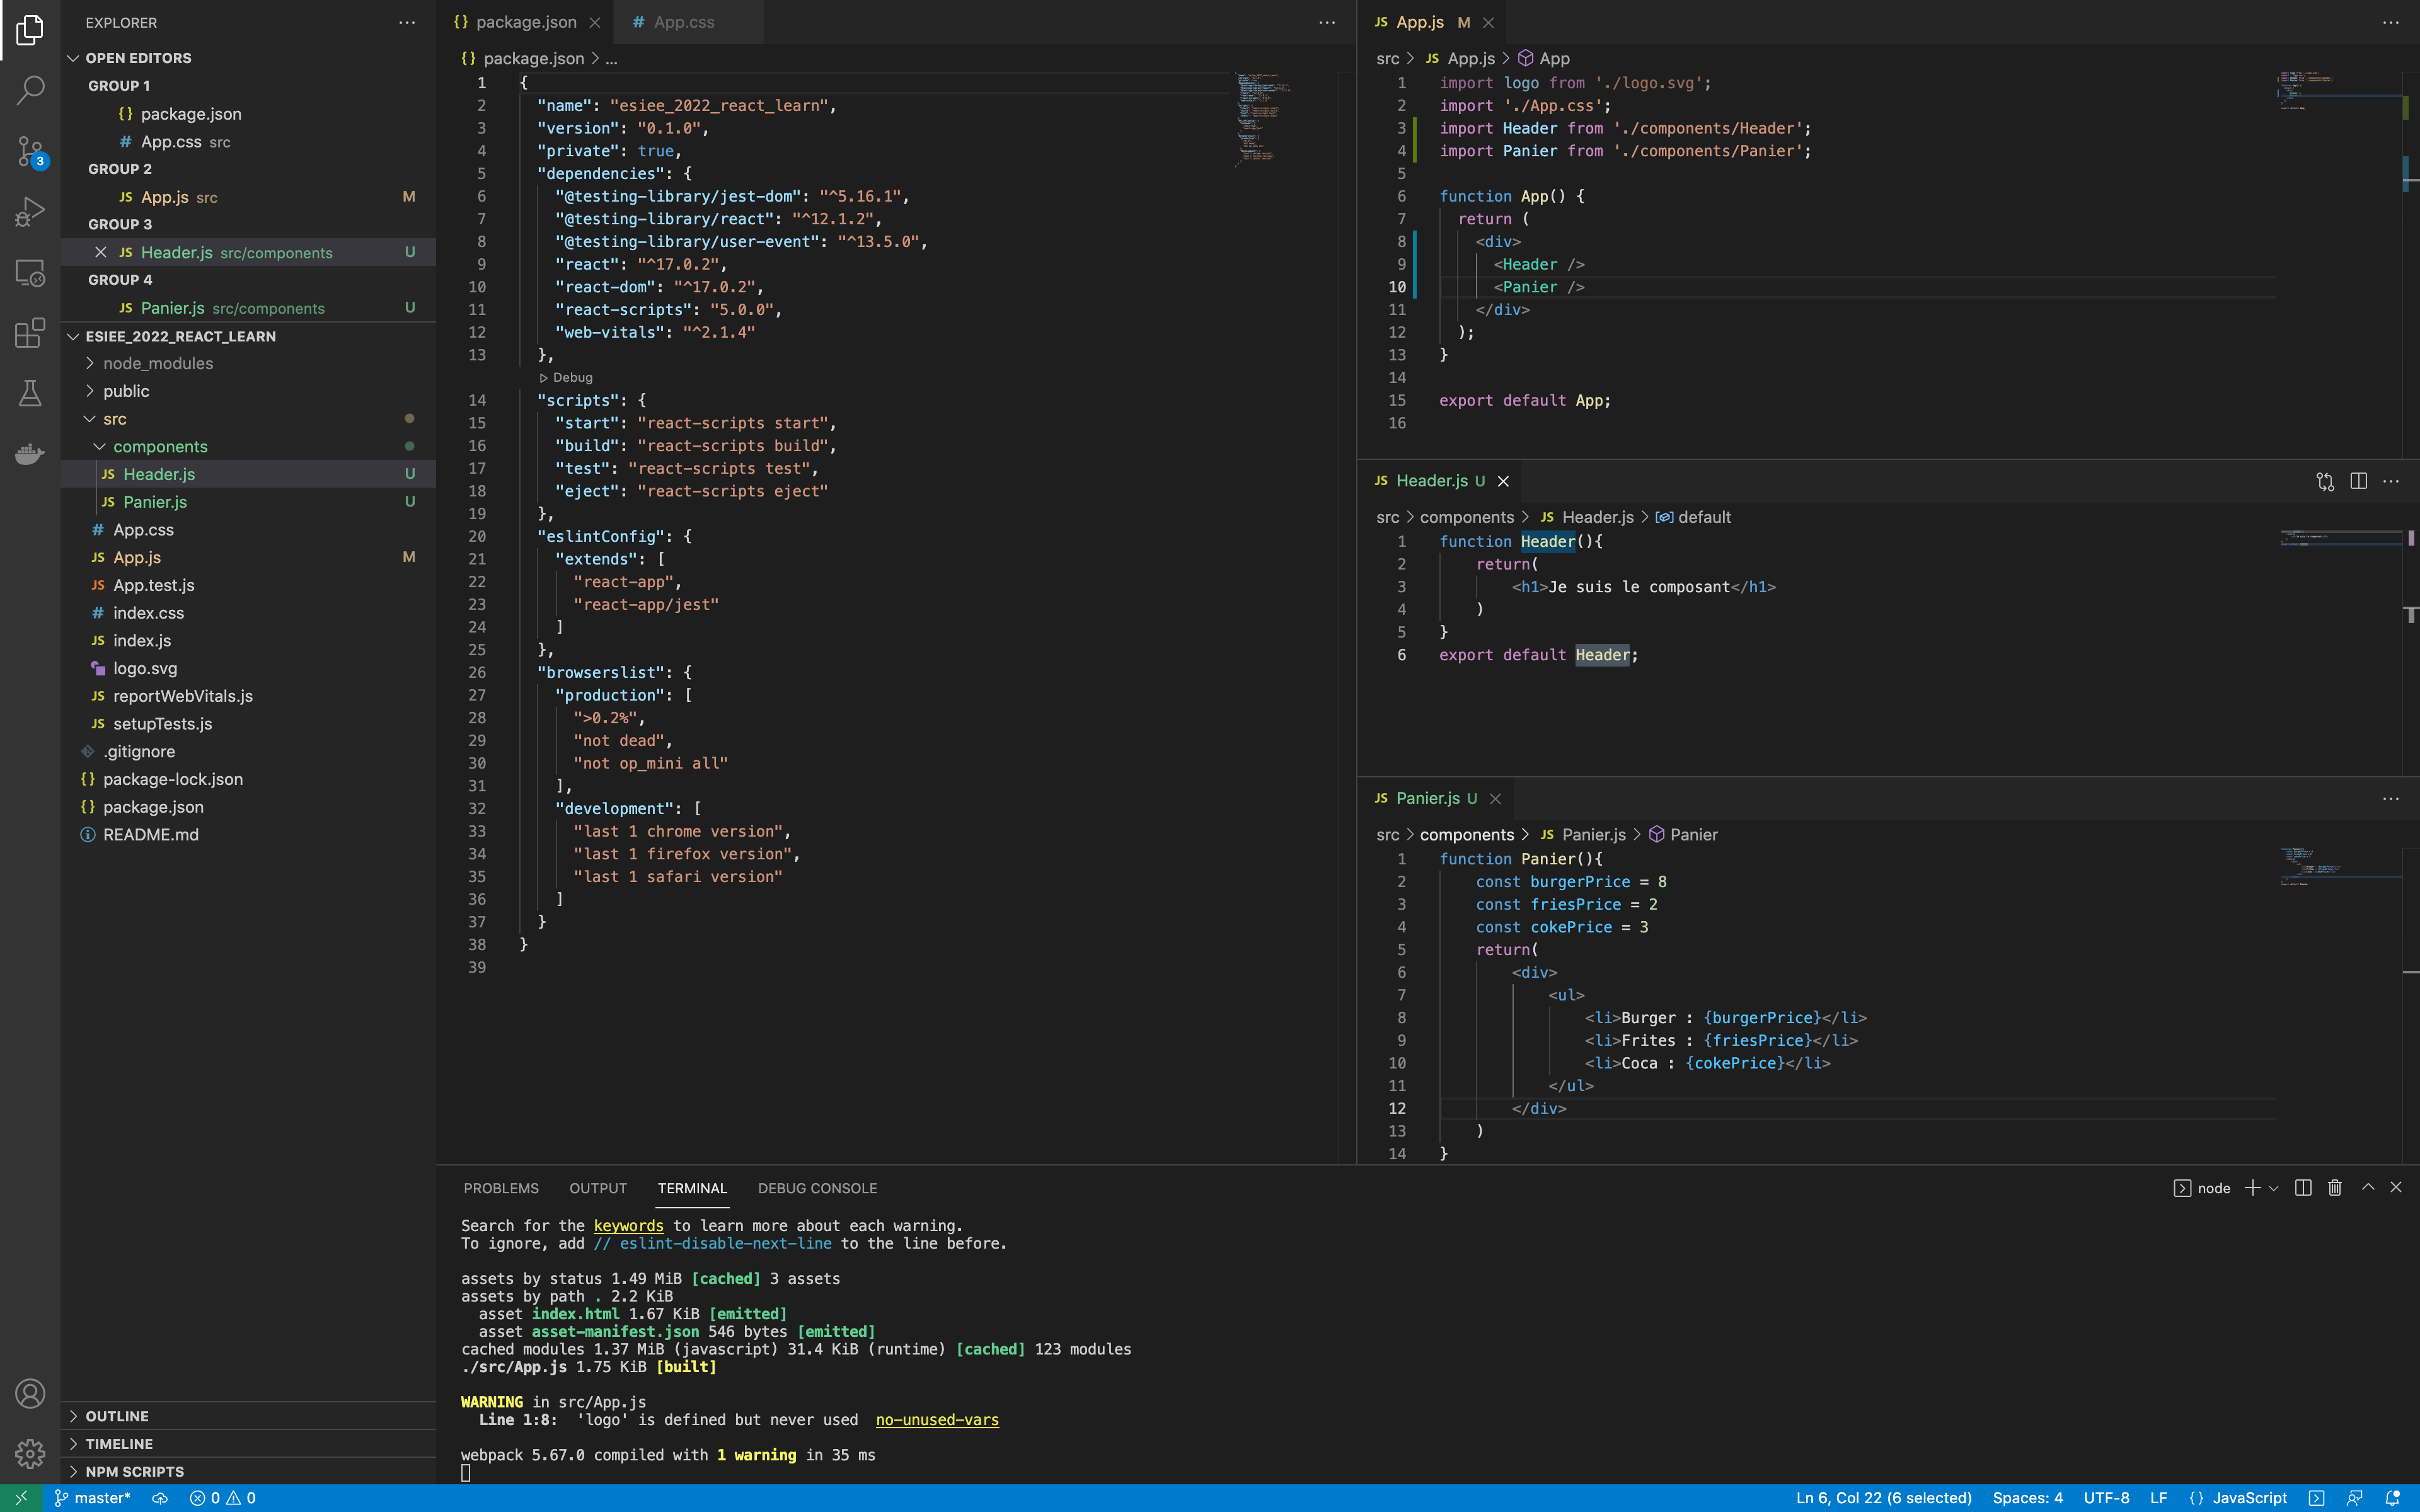 EXPLORER
OPEN EDITORS
GROUP 1
{} package.json
# App.css src
GROUP 2
JS App.js src M
GROUP 3
JS Header.js src/components U
GROUP 4
JS Panier.js src/components U
ESIEE_2022_REACT_LEARN
node_modules
public
src
components
JS Header.js U
JS Panier.js U
# App.css
JS App.js M
JS App.test.js
# index.css
JS index.js
logo.svg
JS reportWebVitals.js
JS setupTests.js
.gitignore
{} package-lock.json
{} package.json
README.md
OUTLINE
TIMELINE
NPM SCRIPTS
3
{} package.json # App.css
{} package.json > ...
1 {
2 "name": "esiee_2022_react_learn",
3 "version": "0.1.0",
4 "private": true,
5 "dependencies": {
6 "@testing-library/jest-dom": "^5.16.1",
7 "@testing-library/react": "^12.1.2",
8 "@testing-library/user-event": "^13.5.0",
9 "react": "^17.0.2",
10 "react-dom": "^17.0.2",
11 "react-scripts": "5.0.0",
12 "web-vitals": "^2.1.4"
13 },
Debug
14 "scripts": {
15 "start": "react-scripts start",
16 "build": "react-scripts build",
17 "test": "react-scripts test",
18 "eject": "react-scripts eject"
19 },
20 "eslintConfig": {
21 "extends": [
22 "react-app",
23 "react-app/jest"
24 ]
25 },
26 "browserslist": {
27 "production": [
28 ">0.2%",
29 "not dead",
30 "not op_mini all"
31 ],
32 "development": [
33 "last 1 chrome version",
34 "last 1 firefox version",
35 "last 1 safari version"
36 ]
37 }
38 }
39
JS App.js M
src > JS App.js > App
1 import logo from './logo.svg';
2 import './App.css';
3 import Header from './components/Header';
4 import Panier from './components/Panier';
5
6 function App() {
7 return (
8 <div>
9 <Header />
10 <Panier />
11 </div>
12 );
13 }
14
15 export default App;
16
JS Header.js U
src > components > JS Header.js > default
1 function Header(){
2 return(
3 <h1>Je suis le composant</h1>
4 )
5 }
6 export default Header;
JS Panier.js U
src > components > JS Panier.js > Panier
1 function Panier(){
2 const burgerPrice = 8
3 const friesPrice = 2
4 const cokePrice = 3
5 return(
6 <div>
7 <ul>
8 <li>Burger : {burgerPrice}</li>
9 <li>Frites : {friesPrice}</li>
10 <li>Coca : {cokePrice}</li>
11 </ul>
12 </div>
13 )
14 }
PROBLEMS OUTPUT TERMINAL DEBUG CONSOLE
node
Search for the keywords to learn more about each warning.
To ignore, add // eslint-disable-next-line to the line before.
assets by status 1.49 MiB [cached] 3 assets
assets by path . 2.2 KiB
asset index.html 1.67 KiB [emitted]
asset asset-manifest.json 546 bytes [emitted]
cached modules 1.37 MiB (javascript) 31.4 KiB (runtime) [cached] 123 modules
./src/App.js 1.75 KiB [built]
WARNING in src/App.js
Line 1:8: 'logo' is defined but never used no-unused-vars
webpack 5.67.0 compiled with 1 warning in 35 ms
master* 0 0
Ln 6, Col 22 (6 selected) Spaces: 4 UTF-8 LF {} JavaScript